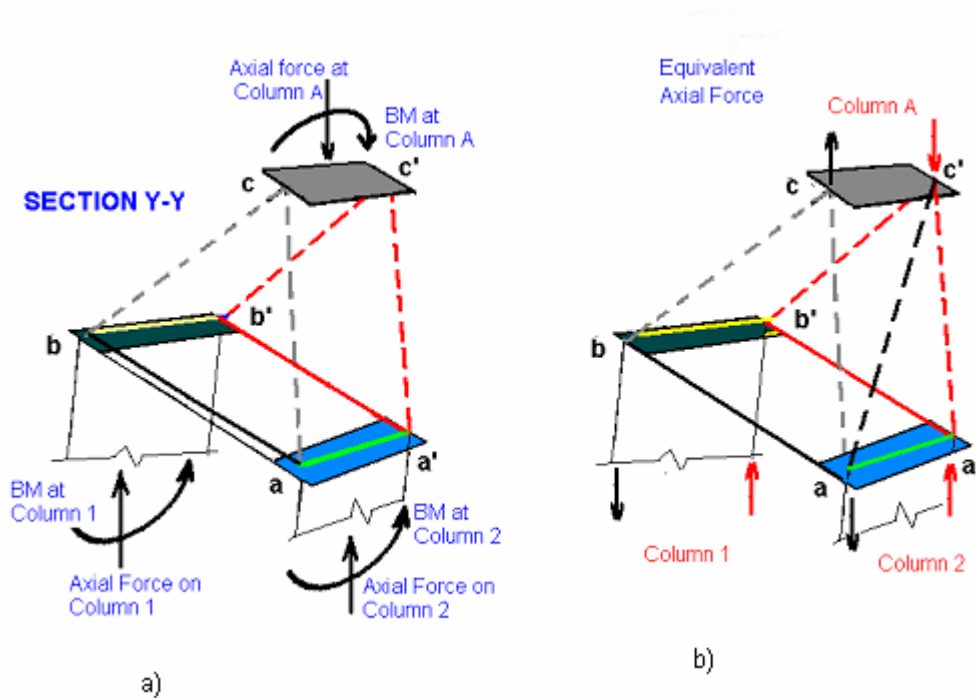 Axial force at
Column A
BM at
Column A
c
c'
SECTION Y-Y
b
b'
a
a'
BM at
Column 1
BM at
Column 2
Axial Force on
Column 1
Axial Force on
Column 2
a)
Equivalent
Axial Force
Column A
c
c'
b
b'
a
a
Column 1
Column 2
b)